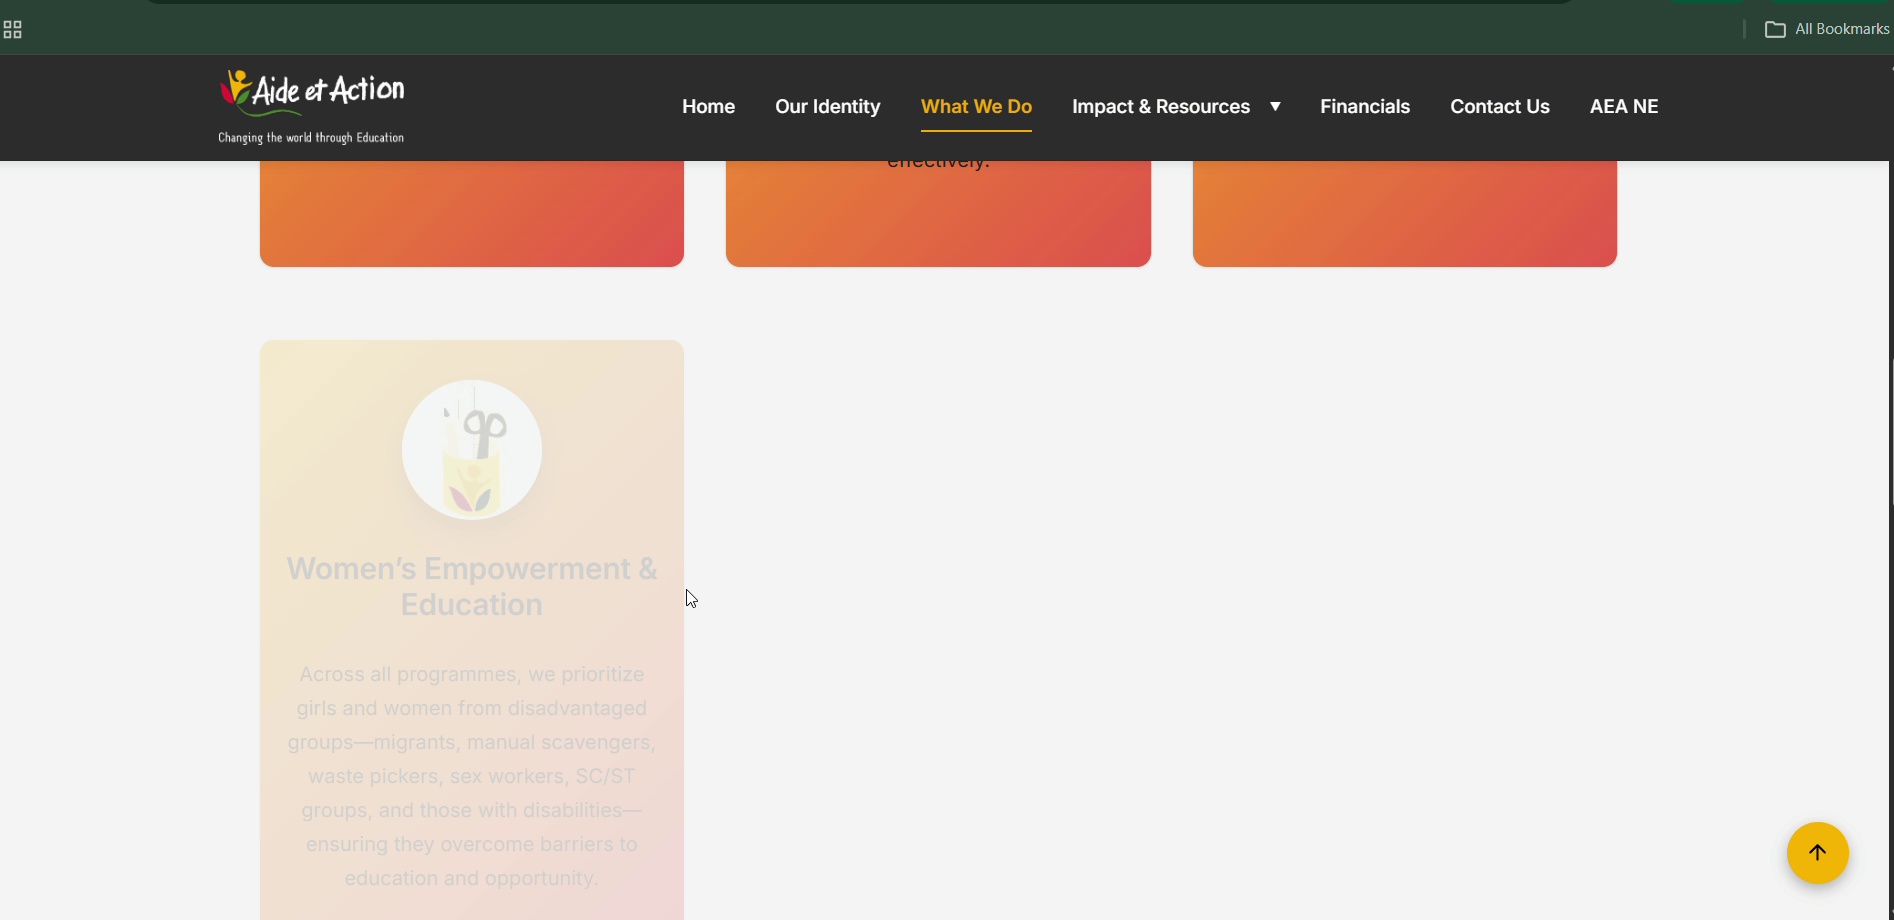 All Bookmarks
Aide et Action
Changing the world through Education
Home
Our Identity
What We Do
Impact & Resources ▼
Financials
Contact Us
AEA NE
effectively.
Women’s Empowerment &
Education
Across all programmes, we prioritize
girls and women from disadvantaged
groups—migrants, manual scavengers,
waste pickers, sex workers, SC/ST
groups, and those with disabilities—
ensuring they overcome barriers to
education and opportunity.